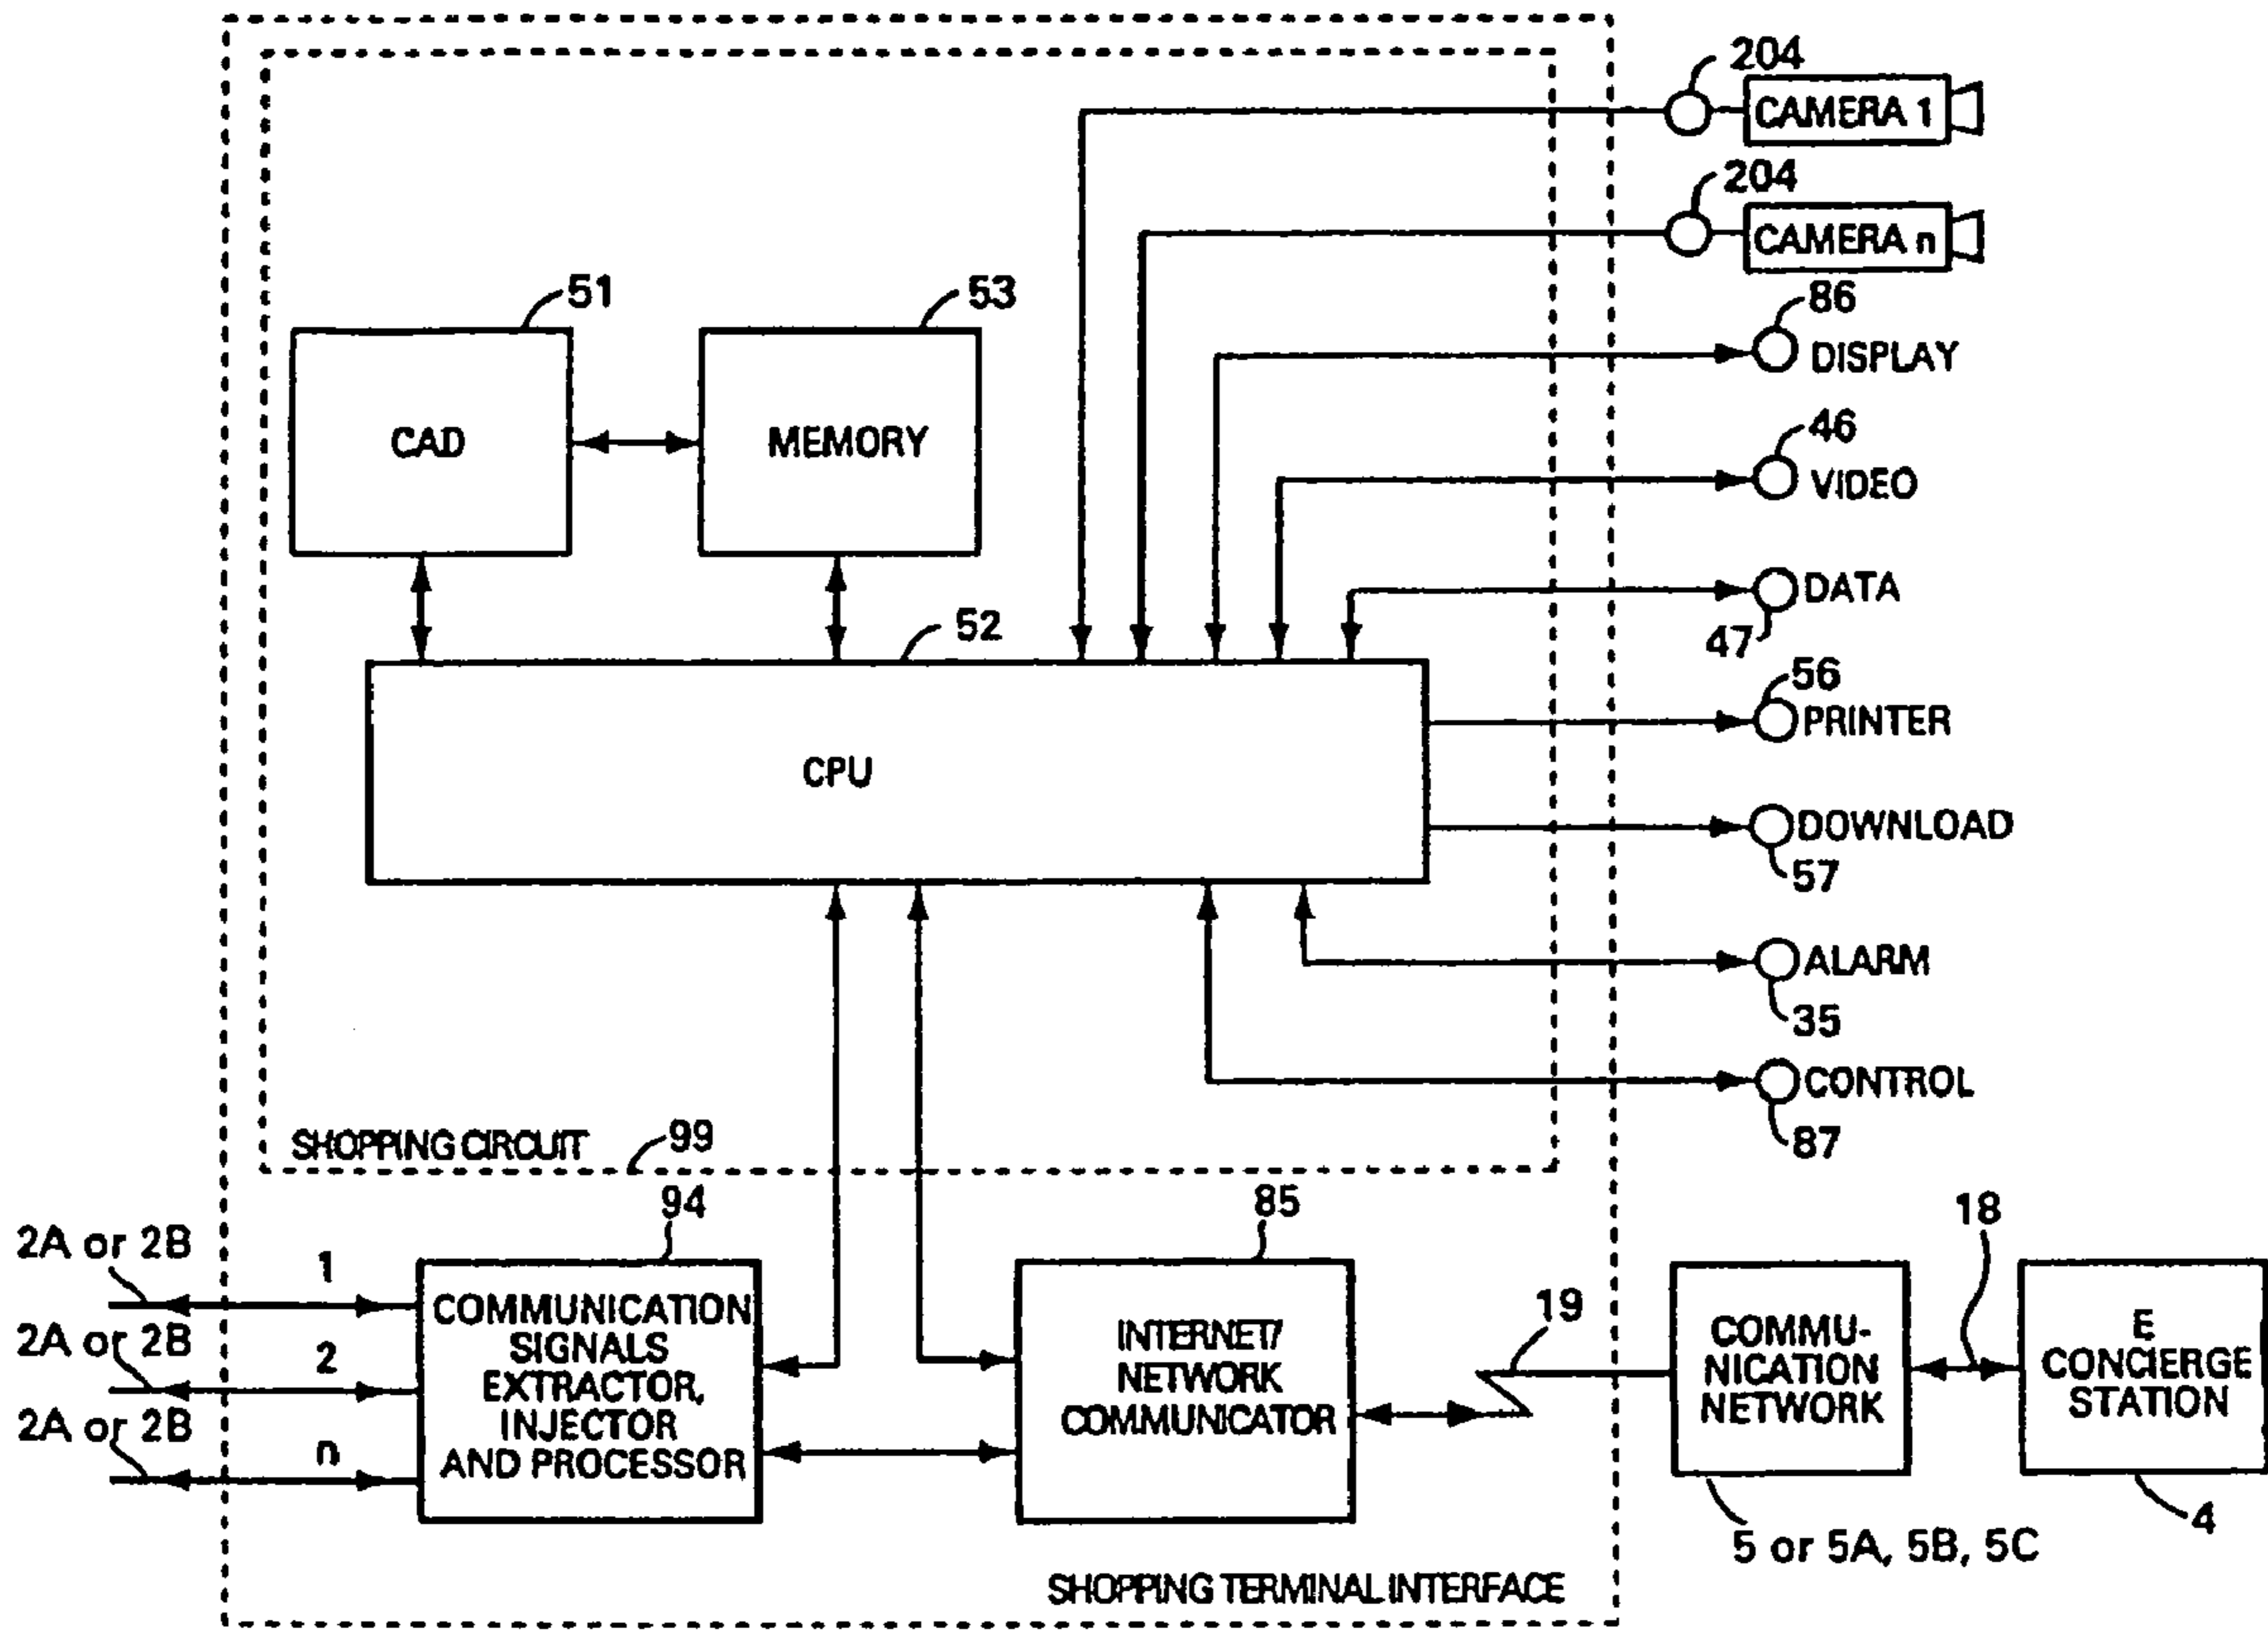 204
CAMERA 1
204
CAMERA n
86
DISPLAY
51
53
46
VIDEO
CAD
MEMORY
DATA
47
52
56
PRINTER
CPU
DOWNLOAD
57
ALARM
35
CONTROL
87
SHOPPING CIRCUIT
99
94
85
18
2A or 2B
1
2A or 2B
2
2A or 2B
n
COMMUNICATION
SIGNALS
EXTRACTOR,
INJECTOR
AND PROCESSOR
INTERNET/
NETWORK
COMMUNICATOR
19
COMMU-
NICATION
NETWORK
E
CONCIERGE
STATION
4
5 or 5A, 5B, 5C
SHOPPING TERMINAL INTERFACE